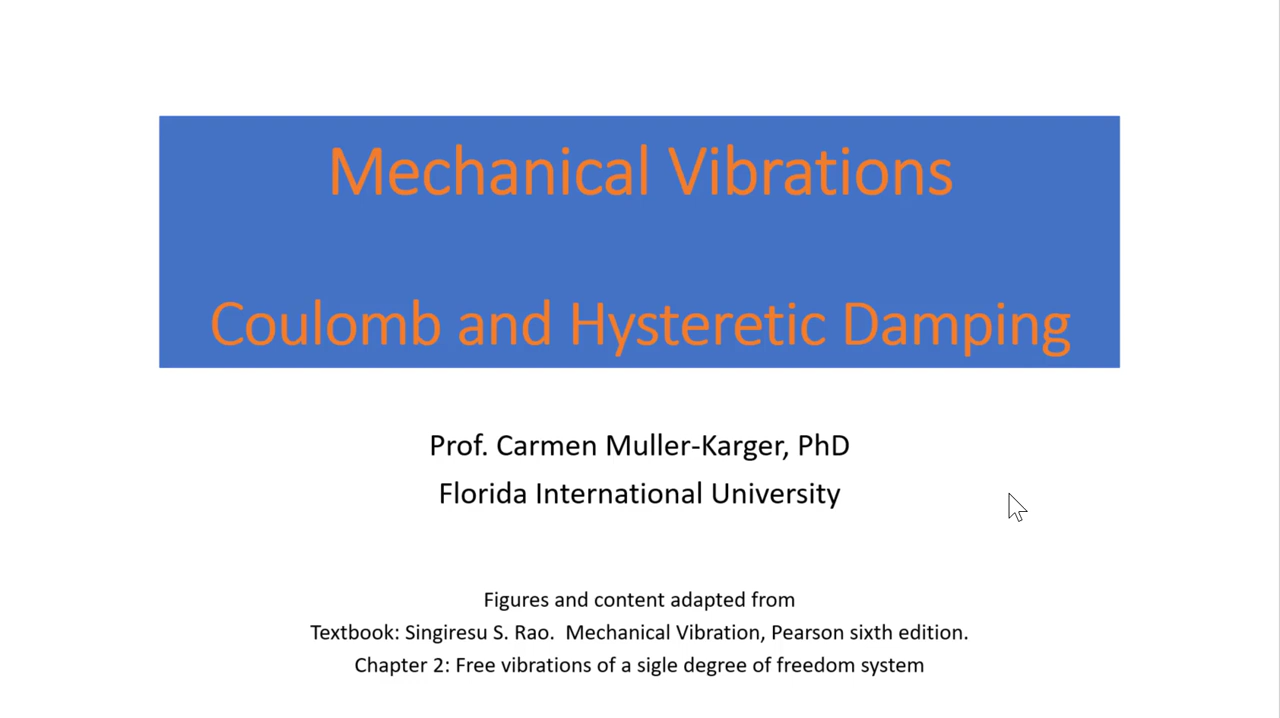 Mechanical Vibrations
Coulomb and Hysteretic Damping
Prof. Carmen Muller-Karger, PhD
Florida International University
Figures and content adapted from
Textbook: Singiresu S. Rao. Mechanical Vibration, Pearson sixth edition.
Chapter 2: Free vibrations of a sigle degree of freedom system